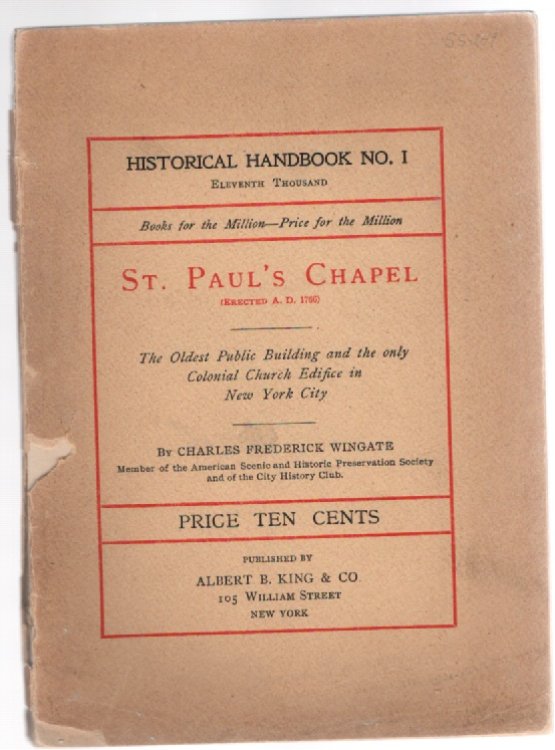 HISTORICAL HANDBOOK NO. I
ELEVENTH THOUSAND
Books for the Million—Price for the Million
ST. PAUL'S CHAPEL
(ERECTED A. D. 1766)
The Oldest Public Building and the only
Colonial Church Edifice in
New York City
BY CHARLES FREDERICK WINGATE
Member of the American Scenic and Historic Preservation Society
and of the City History Club.
PRICE TEN CENTS
PUBLISHED BY
ALBERT B. KING & CO
105 WILLIAM STREET
NEW YORK